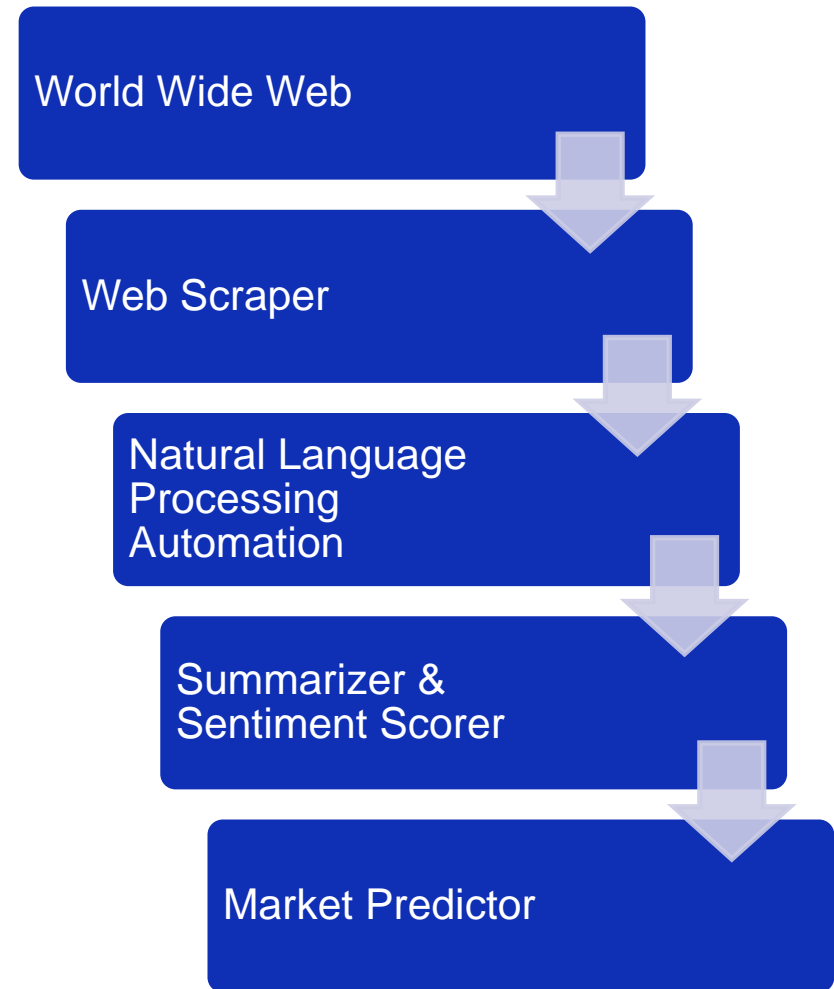 World Wide Web
Web Scraper
Natural Language
Processing
Automation
Summarizer &
Sentiment Scorer
Market Predictor